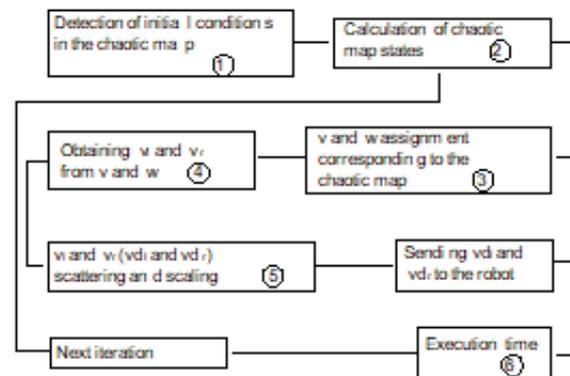 Detection of initia l condition s
in the chaotic ma p
1
Calculation of chaotic
map states
2
Obtaining vl and vr
from v and w
4
v and w assignm ent
correspondin g to the
chaotic map
3
vl and vr (vdl and vd r)
scattering an d scaling
5
Sendi ng vdl and
vdr to the robot
Next iteration
Execution time
6